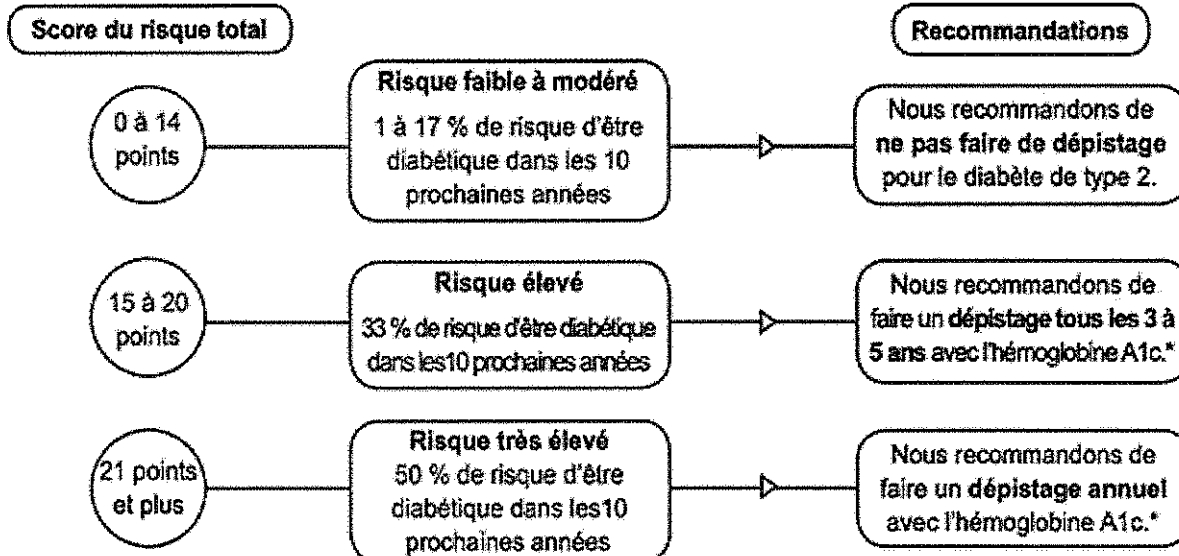 Score du risque total
Recommandations
0 à 14
points
Risque faible à modéré
1 à 17 % de risque d'être
diabétique dans les 10
prochaines années
Nous recommandons de
ne pas faire de dépistage
pour le diabète de type 2.
15 à 20
points
Risque élevé
33 % de risque d'être diabétique
dans les10 prochaines années
Nous recommandons de
faire un dépistage tous les 3 à
5 ans avec l'hémoglobine A1c.*
21 points
et plus
Risque très élevé
50 % de risque d'être
diabétique dans les10
prochaines années
Nous recommandons de
faire un dépistage annuel
avec l'hémoglobine A1c.*